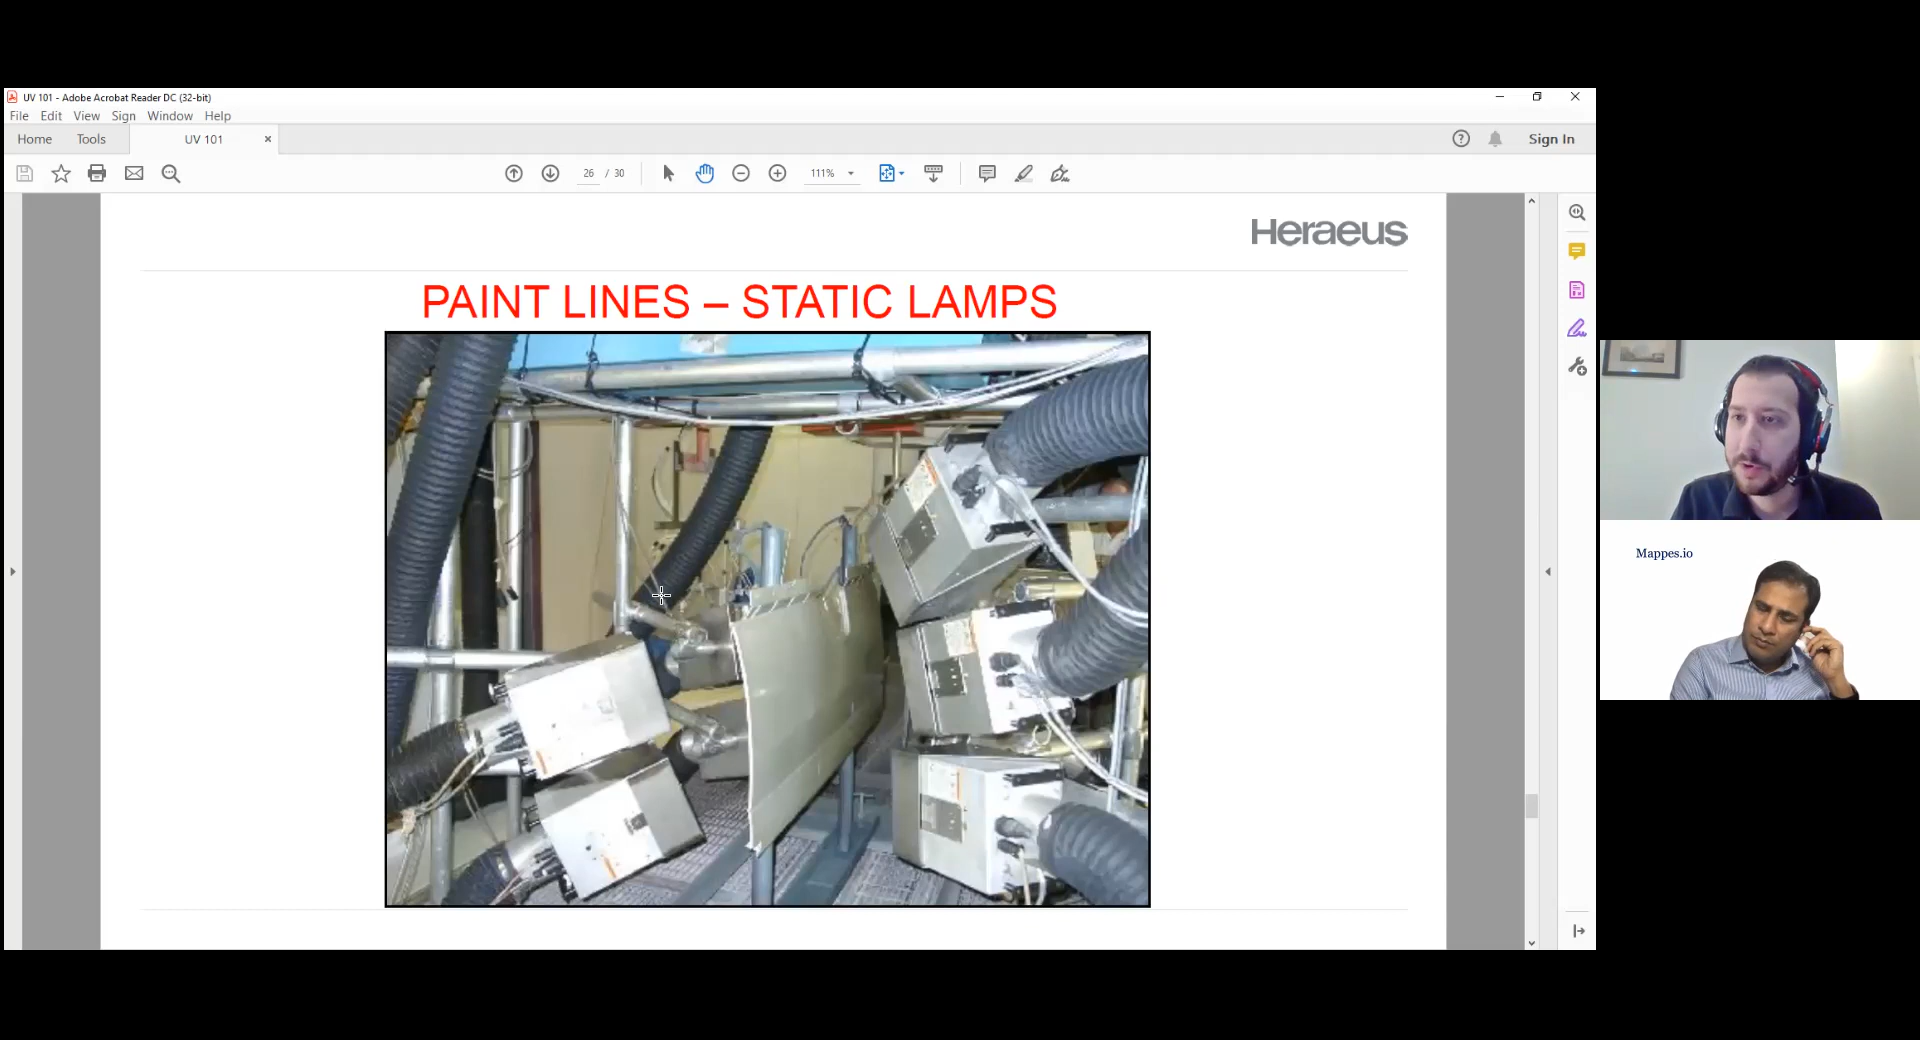 UV 101 - Adobe Acrobat Reader DC (32-bit)
File Edit View Sign Window Help
Home Tools UV 101 Sign In
26 / 30 111%
Heraeus
PAINT LINES – STATIC LAMPS
Mappes.io